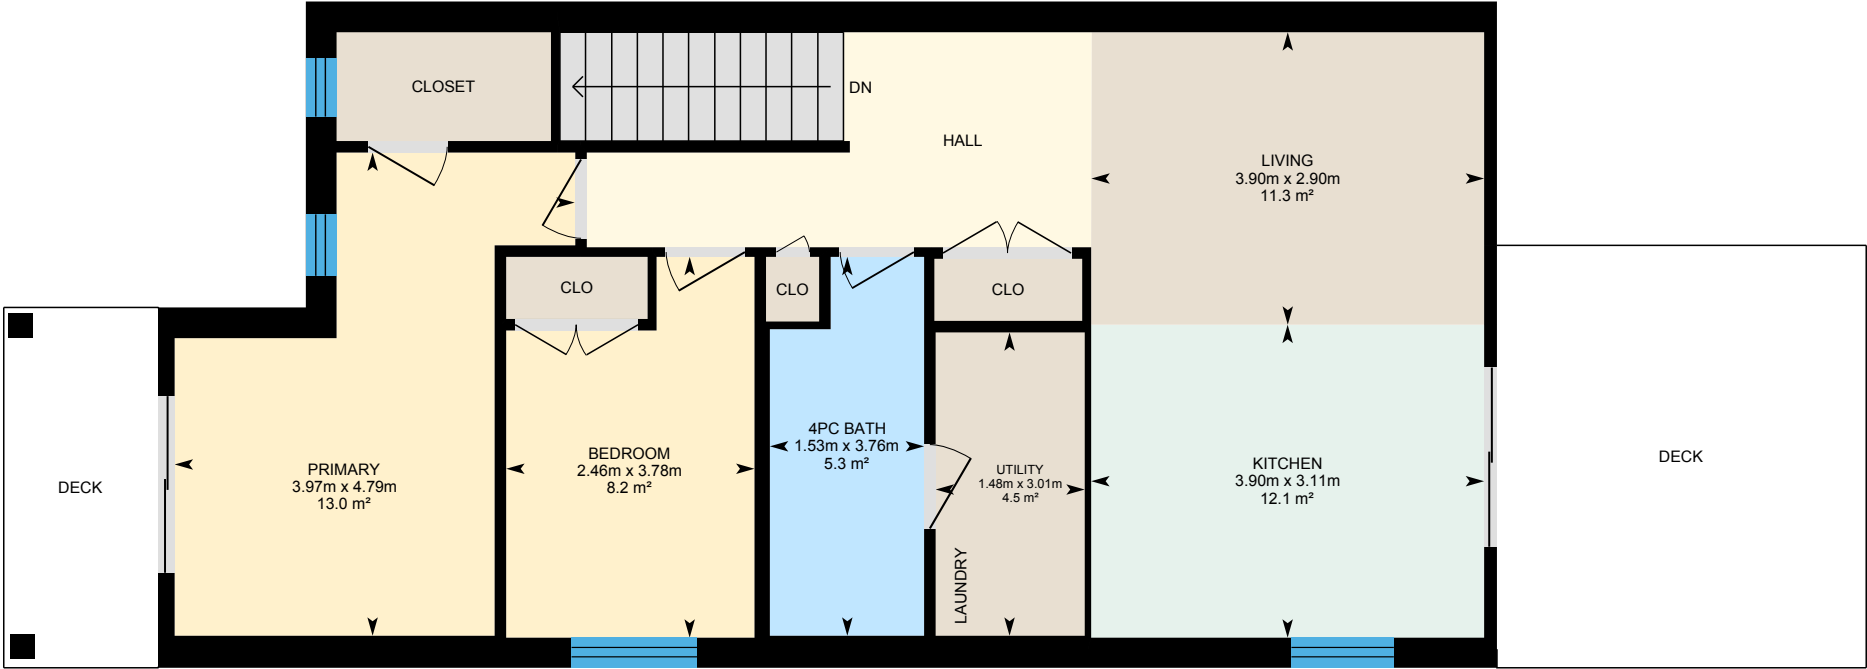 CLOSET
DN
HALL
LIVING
3.90m x 2.90m
11.3 m²
CLO
CLO
CLO
DECK
PRIMARY
3.97m x 4.79m
13.0 m²
BEDROOM
2.46m x 3.78m
8.2 m²
4PC BATH
1.53m x 3.76m
5.3 m²
UTILITY
1.48m x 3.01m
4.5 m²
LAUNDRY
KITCHEN
3.90m x 3.11m
12.1 m²
DECK